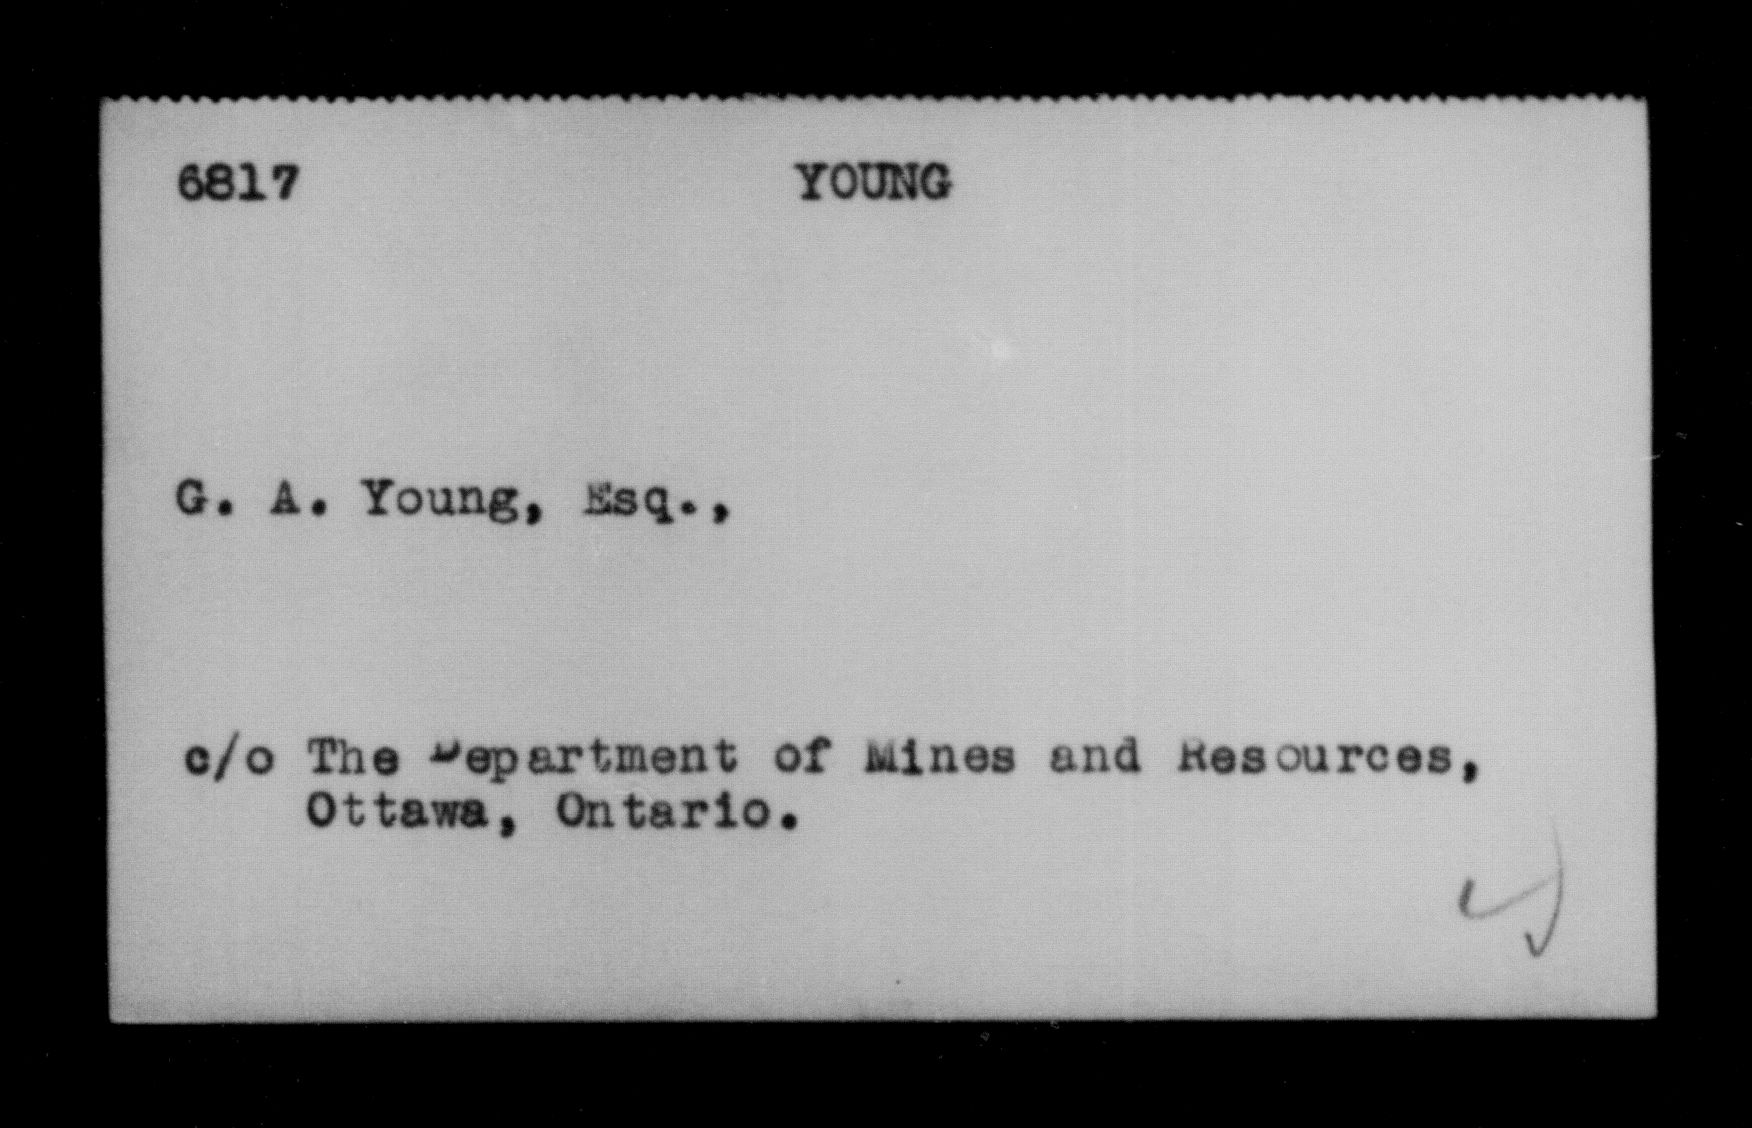 6817 YOUNG
G. A. Young, Esq.,
c/o The Department of Mines and Resources,
Ottawa, Ontario.